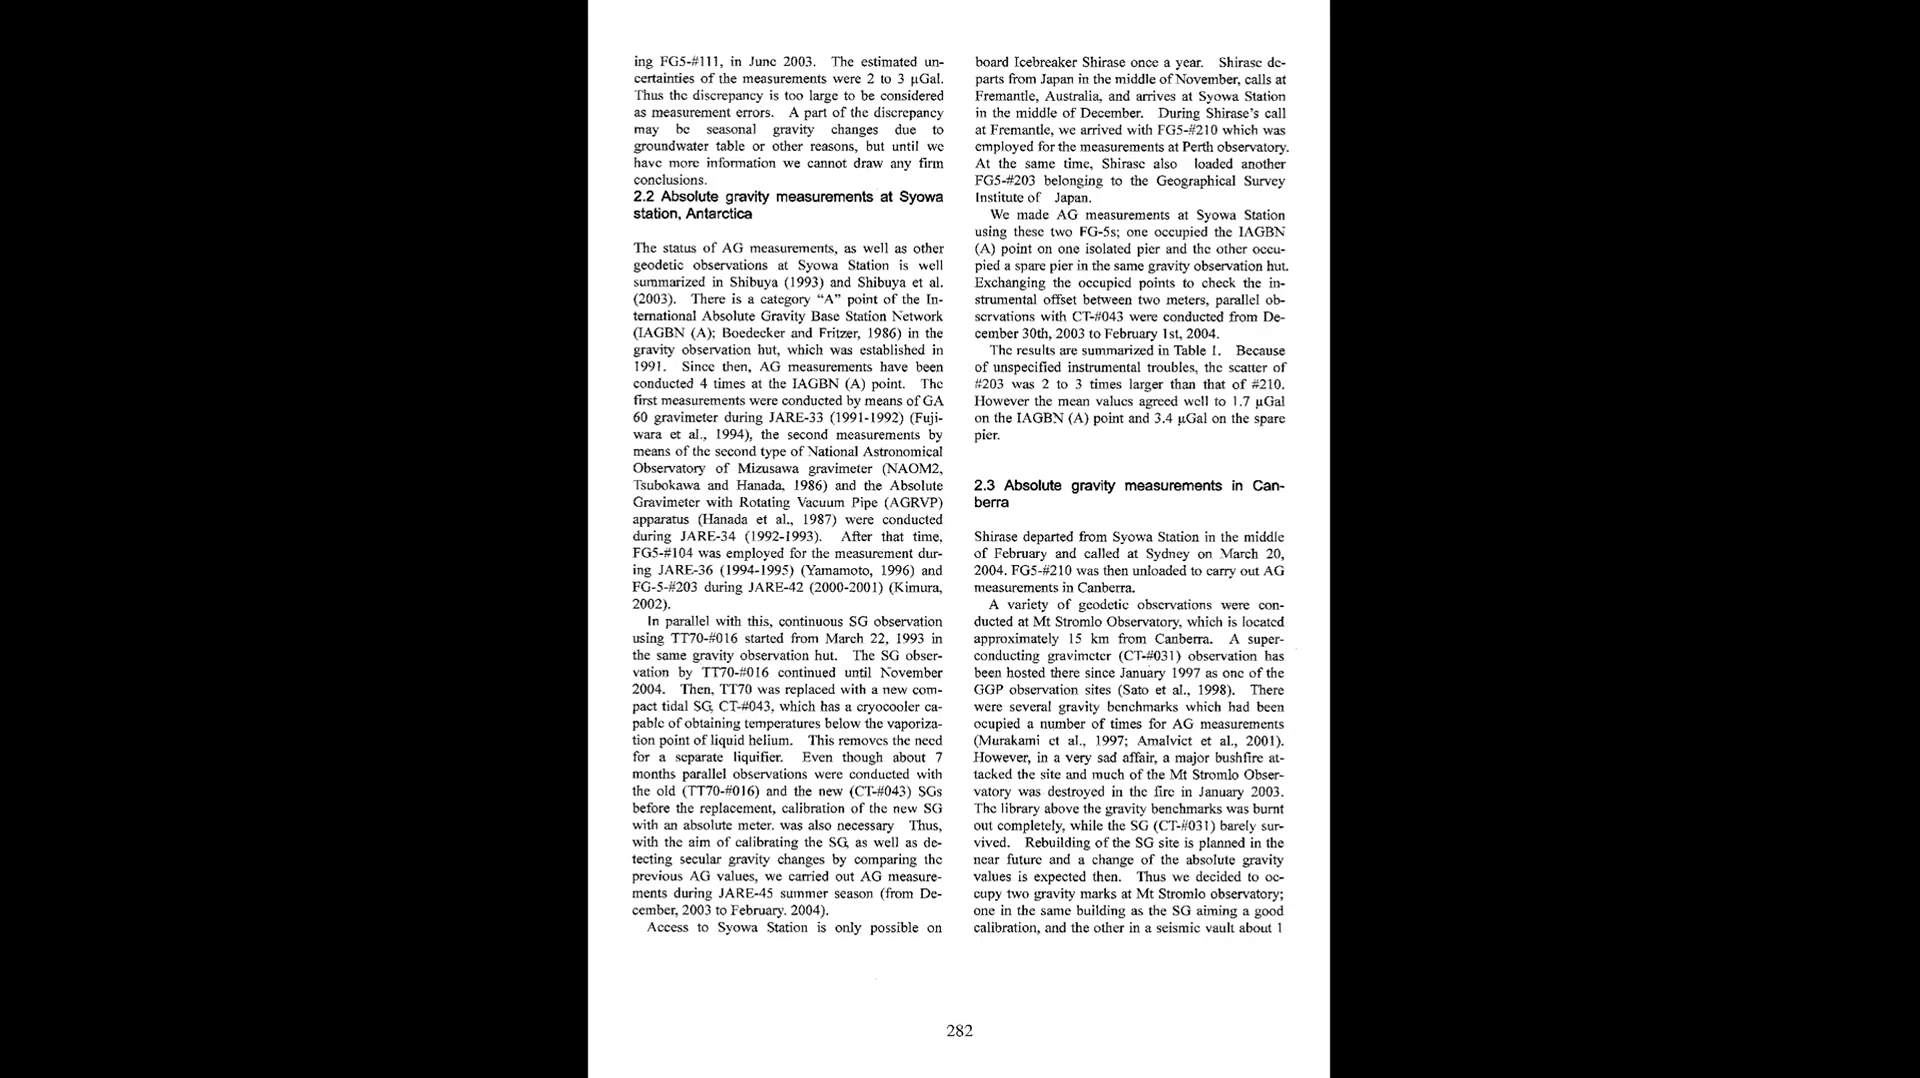 ing FG5-#111, in June 2003. The estimated un-
certainties of the measurements were 2 to 3 µGal.
Thus the discrepancy is too large to be considered
as measurement errors. A part of the discrepancy
may be seasonal gravity changes due to
groundwater table or other reasons, but until we
have more information we cannot draw any firm
conclusions.
2.2 Absolute gravity measurements at Syowa
station, Antarctica
The status of AG measurements, as well as other
geodetic observations at Syowa Station is well
summarized in Shibuya (1993) and Shibuya et al.
(2003). There is a category “A” point of the In-
ternational Absolute Gravity Base Station Network
(IAGBN (A); Boedecker and Fritzer, 1986) in the
gravity observation hut, which was established in
1991. Since then, AG measurements have been
conducted 4 times at the IAGBN (A) point. The
first measurements were conducted by means of GA
60 gravimeter during JARE-33 (1991-1992) (Fuji-
wara et al., 1994), the second measurements by
means of the second type of National Astronomical
Observatory of Mizusawa gravimeter (NAOM2,
Tsubokawa and Hanada, 1986) and the Absolute
Gravimeter with Rotating Vacuum Pipe (AGRVP)
apparatus (Hanada et al., 1987) were conducted
during JARE-34 (1992-1993). After that time,
FG5-#104 was employed for the measurement dur-
ing JARE-36 (1994-1995) (Yamamoto, 1996) and
FG-5-#203 during JARE-42 (2000-2001) (Kimura,
2002).
In parallel with this, continuous SG observation
using TT70-#016 started from March 22, 1993 in
the same gravity observation hut. The SG obser-
vation by TT70-#016 continued until November
2004. Then, TT70 was replaced with a new com-
pact tidal SG, CT-#043, which has a cryocooler ca-
pable of obtaining temperatures below the vaporiza-
tion point of liquid helium. This removes the need
for a separate liquifier. Even though about 7
months parallel observations were conducted with
the old (TT70-#016) and the new (CT-#043) SGs
before the replacement, calibration of the new SG
with an absolute meter. was also necessary Thus,
with the aim of calibrating the SG, as well as de-
tecting secular gravity changes by comparing the
previous AG values, we carried out AG measure-
ments during JARE-45 summer season (from De-
cember, 2003 to February. 2004).
Access to Syowa Station is only possible on
board Icebreaker Shirase once a year. Shirase de-
parts from Japan in the middle of November, calls at
Fremantle, Australia, and arrives at Syowa Station
in the middle of December. During Shirase’s call
at Fremantle, we arrived with FG5-#210 which was
employed for the measurements at Perth observatory.
At the same time, Shirase also loaded another
FG5-#203 belonging to the Geographical Survey
Institute of Japan.
We made AG measurements at Syowa Station
using these two FG-5s; one occupied the IAGBN
(A) point on one isolated pier and the other occu-
pied a spare pier in the same gravity observation hut.
Exchanging the occupied points to check the in-
strumental offset between two meters, parallel ob-
servations with CT-#043 were conducted from De-
cember 30th, 2003 to February 1st, 2004.
The results are summarized in Table 1. Because
of unspecified instrumental troubles, the scatter of
#203 was 2 to 3 times larger than that of #210.
However the mean values agreed well to 1.7 µGal
on the IAGBN (A) point and 3.4 µGal on the spare
pier.
2.3 Absolute gravity measurements in Can-
berra
Shirase departed from Syowa Station in the middle
of February and called at Sydney on March 20,
2004. FG5-#210 was then unloaded to carry out AG
measurements in Canberra.
A variety of geodetic observations were con-
ducted at Mt Stromlo Observatory, which is located
approximately 15 km from Canberra. A super-
conducting gravimeter (CT-#031) observation has
been hosted there since January 1997 as one of the
GGP observation sites (Sato et al., 1998). There
were several gravity benchmarks which had been
ocupied a number of times for AG measurements
(Murakami et al., 1997; Amalvict et al., 2001).
However, in a very sad affair, a major bushfire at-
tacked the site and much of the Mt Stromlo Obser-
vatory was destroyed in the fire in January 2003.
The library above the gravity benchmarks was burnt
out completely, while the SG (CT-#031) barely sur-
vived. Rebuilding of the SG site is planned in the
near future and a change of the absolute gravity
values is expected then. Thus we decided to oc-
cupy two gravity marks at Mt Stromlo observatory;
one in the same building as the SG aiming a good
calibration, and the other in a seismic vault about 1
282